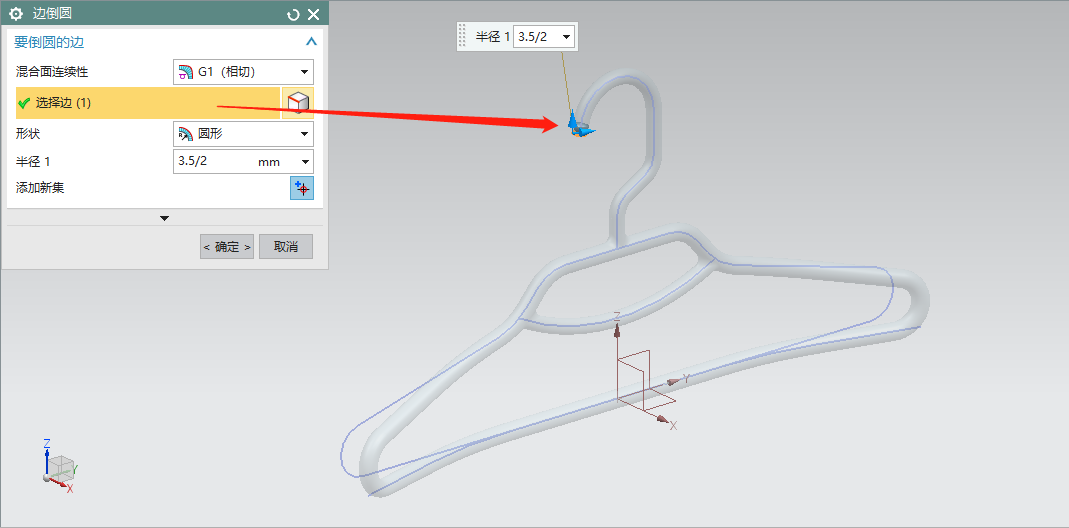 边倒圆
要倒圆的边
混合面连续性
G1（相切）
选择边 (1)
形状
圆形
半径 1
3.5/2 mm
添加新集
< 确定 >
取消
半径 1 3.5/2
Z
Y
X
Z
Y
X